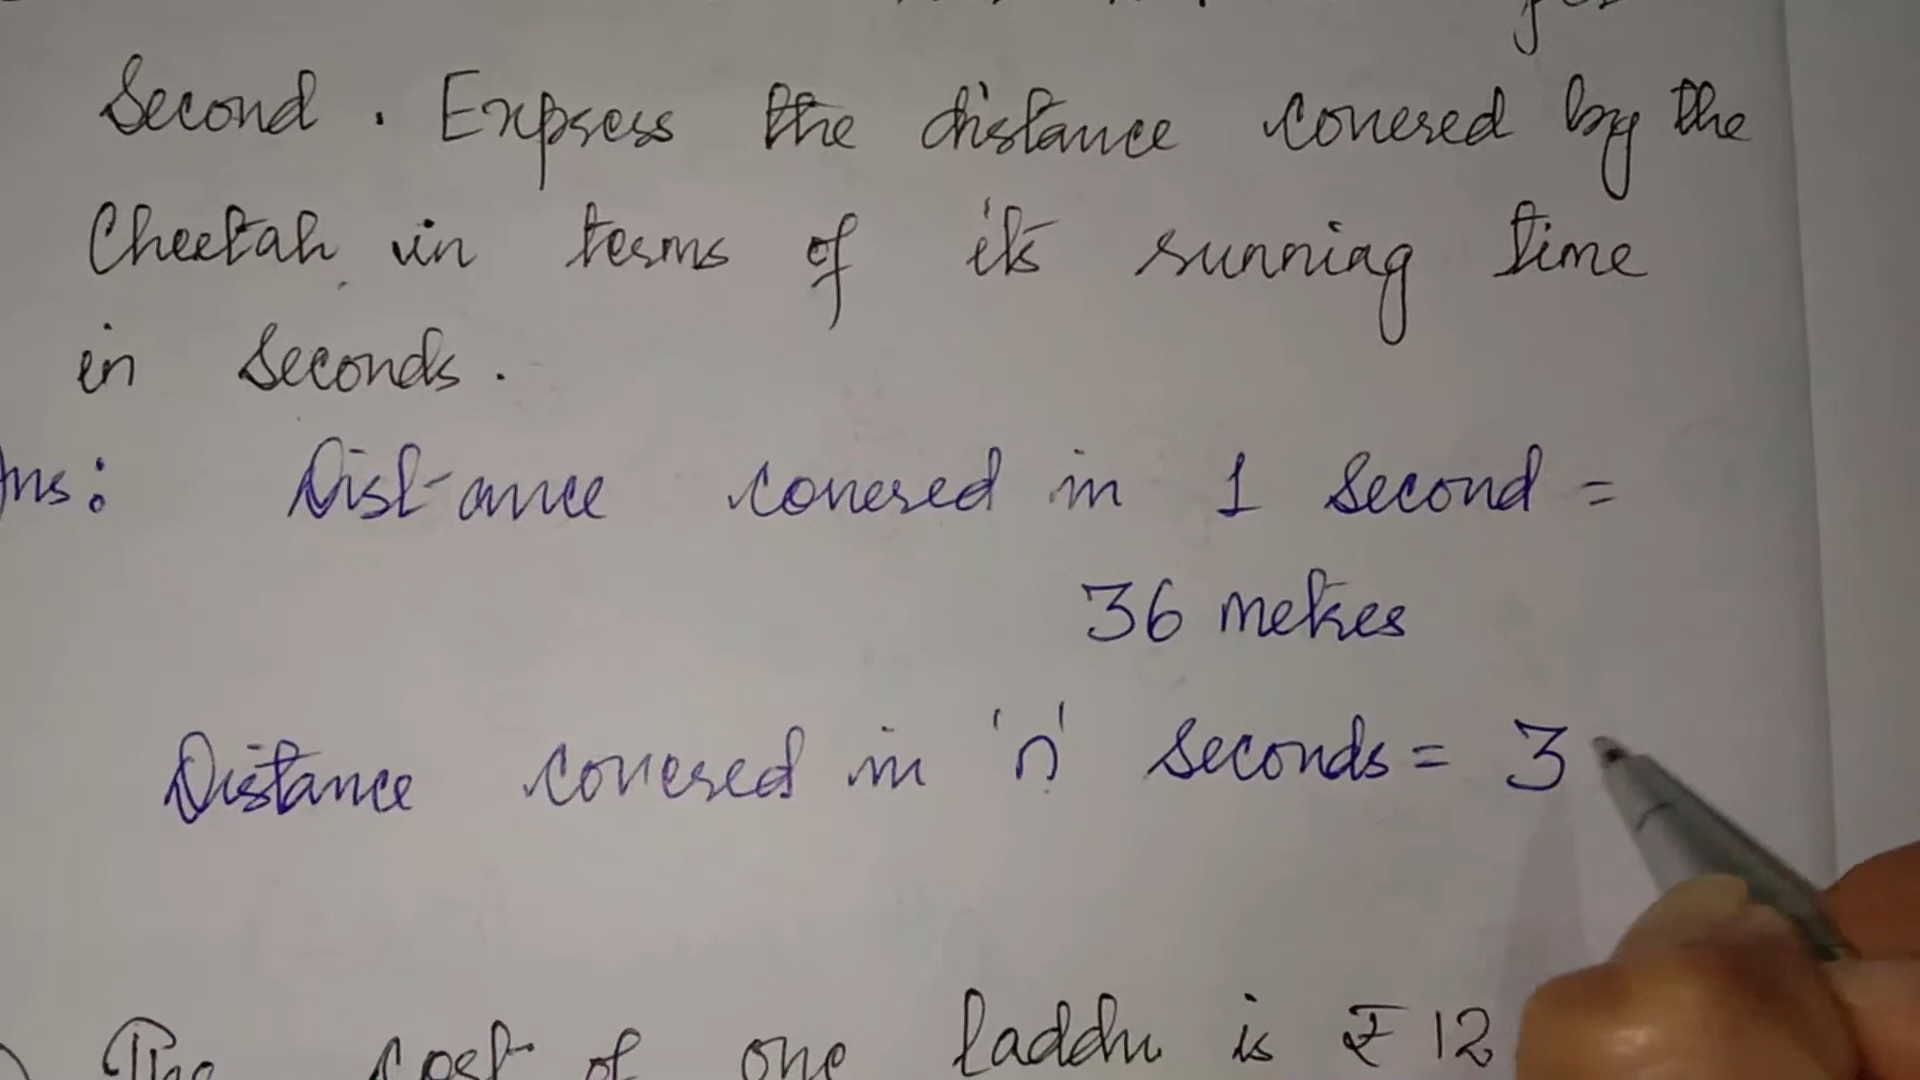 Second. Express the distance covered by the
Cheetah in terms of its running time
in seconds.
Ans: Distance covered in 1 second =
36 metres
Distance covered in 'n' seconds = 3
The cost of one laddu is ₹ 12